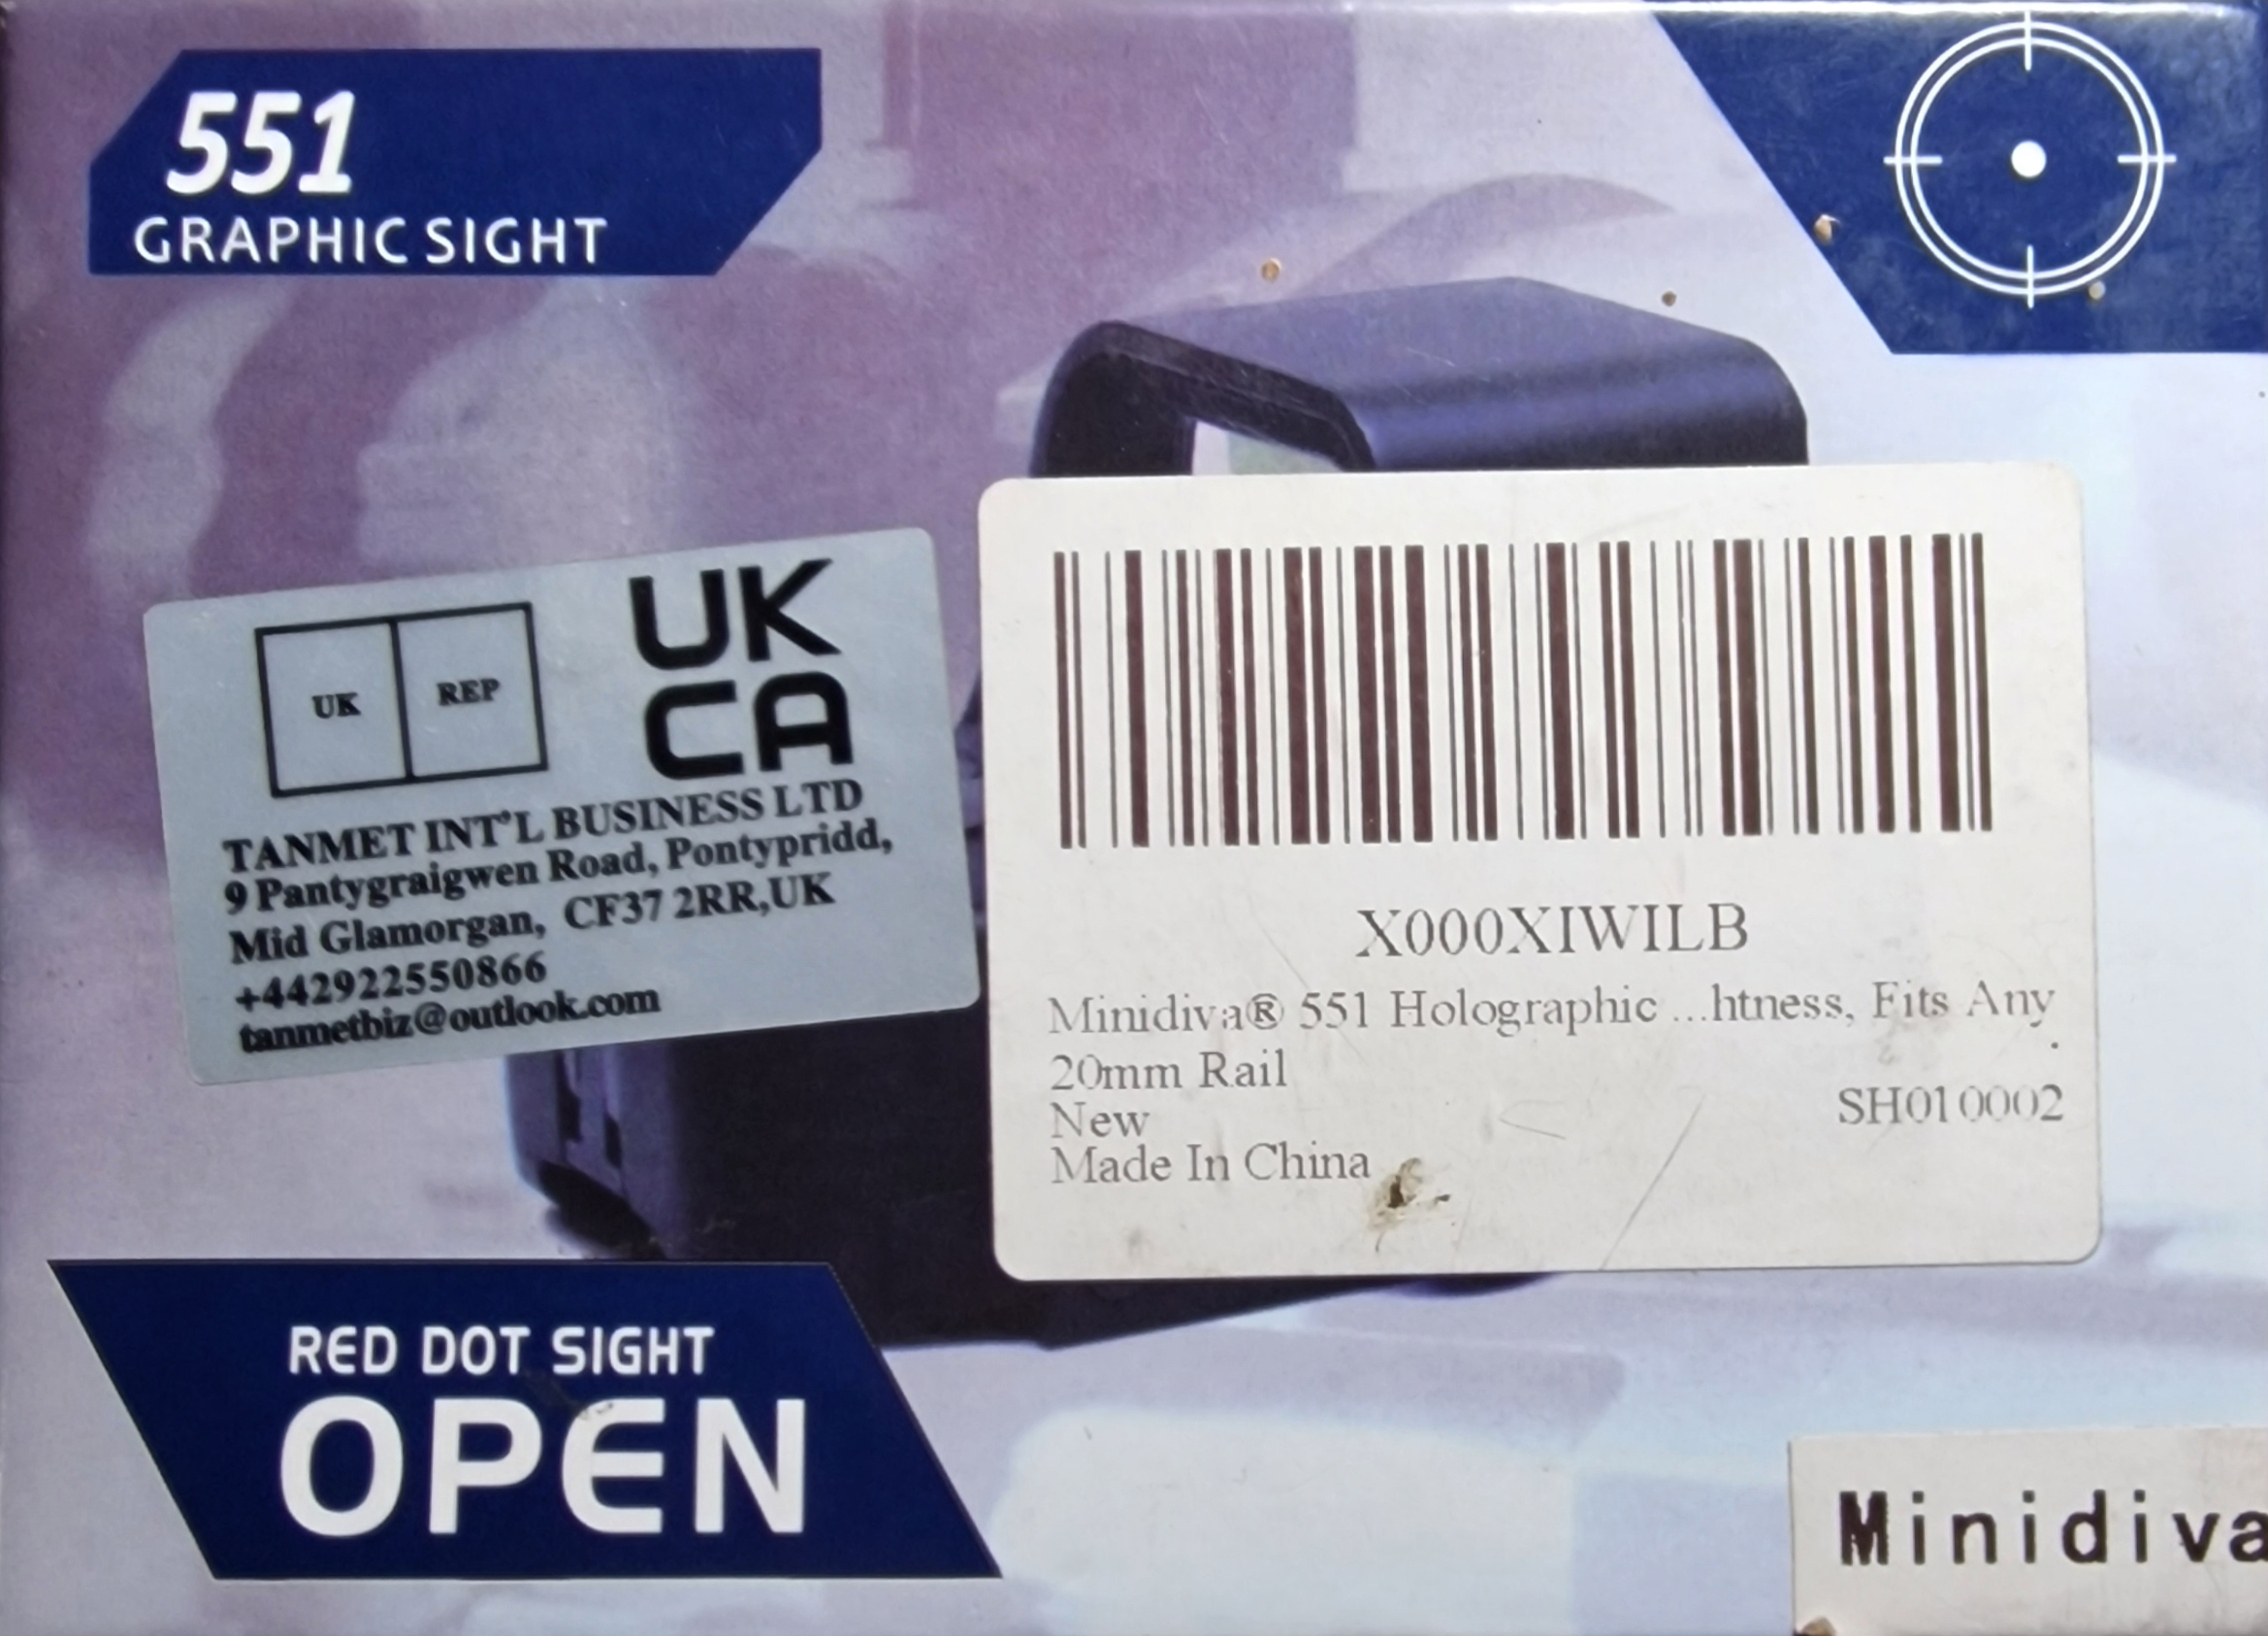 551
GRAPHIC SIGHT
UK REP
UK
CA
TANMET INT'L BUSINESS LTD
9 Pantygraigwen Road, Pontypridd,
Mid Glamorgan, CF37 2RR,UK
+442922550866
tanmetbiz@outlook.com
X000XIWILB
Minidiva® 551 Holographic ...htness, Fits Any
20mm Rail
New
SH010002
Made In China
RED DOT SIGHT
OPEN
Minidiva